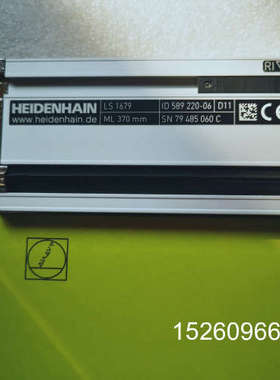 RI
HEIDENHAIN LS 1679 ID 589 220-06 D11
www.heidenhain.de ML 370 mm SN 79 485 060 C
CE
15260966